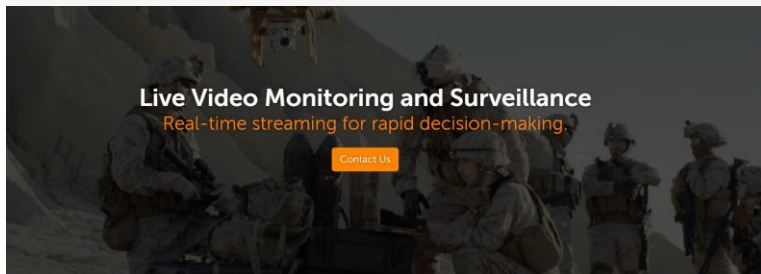 Live Video Monitoring and Surveillance
Real-time streaming for rapid decision-making.
Contact Us